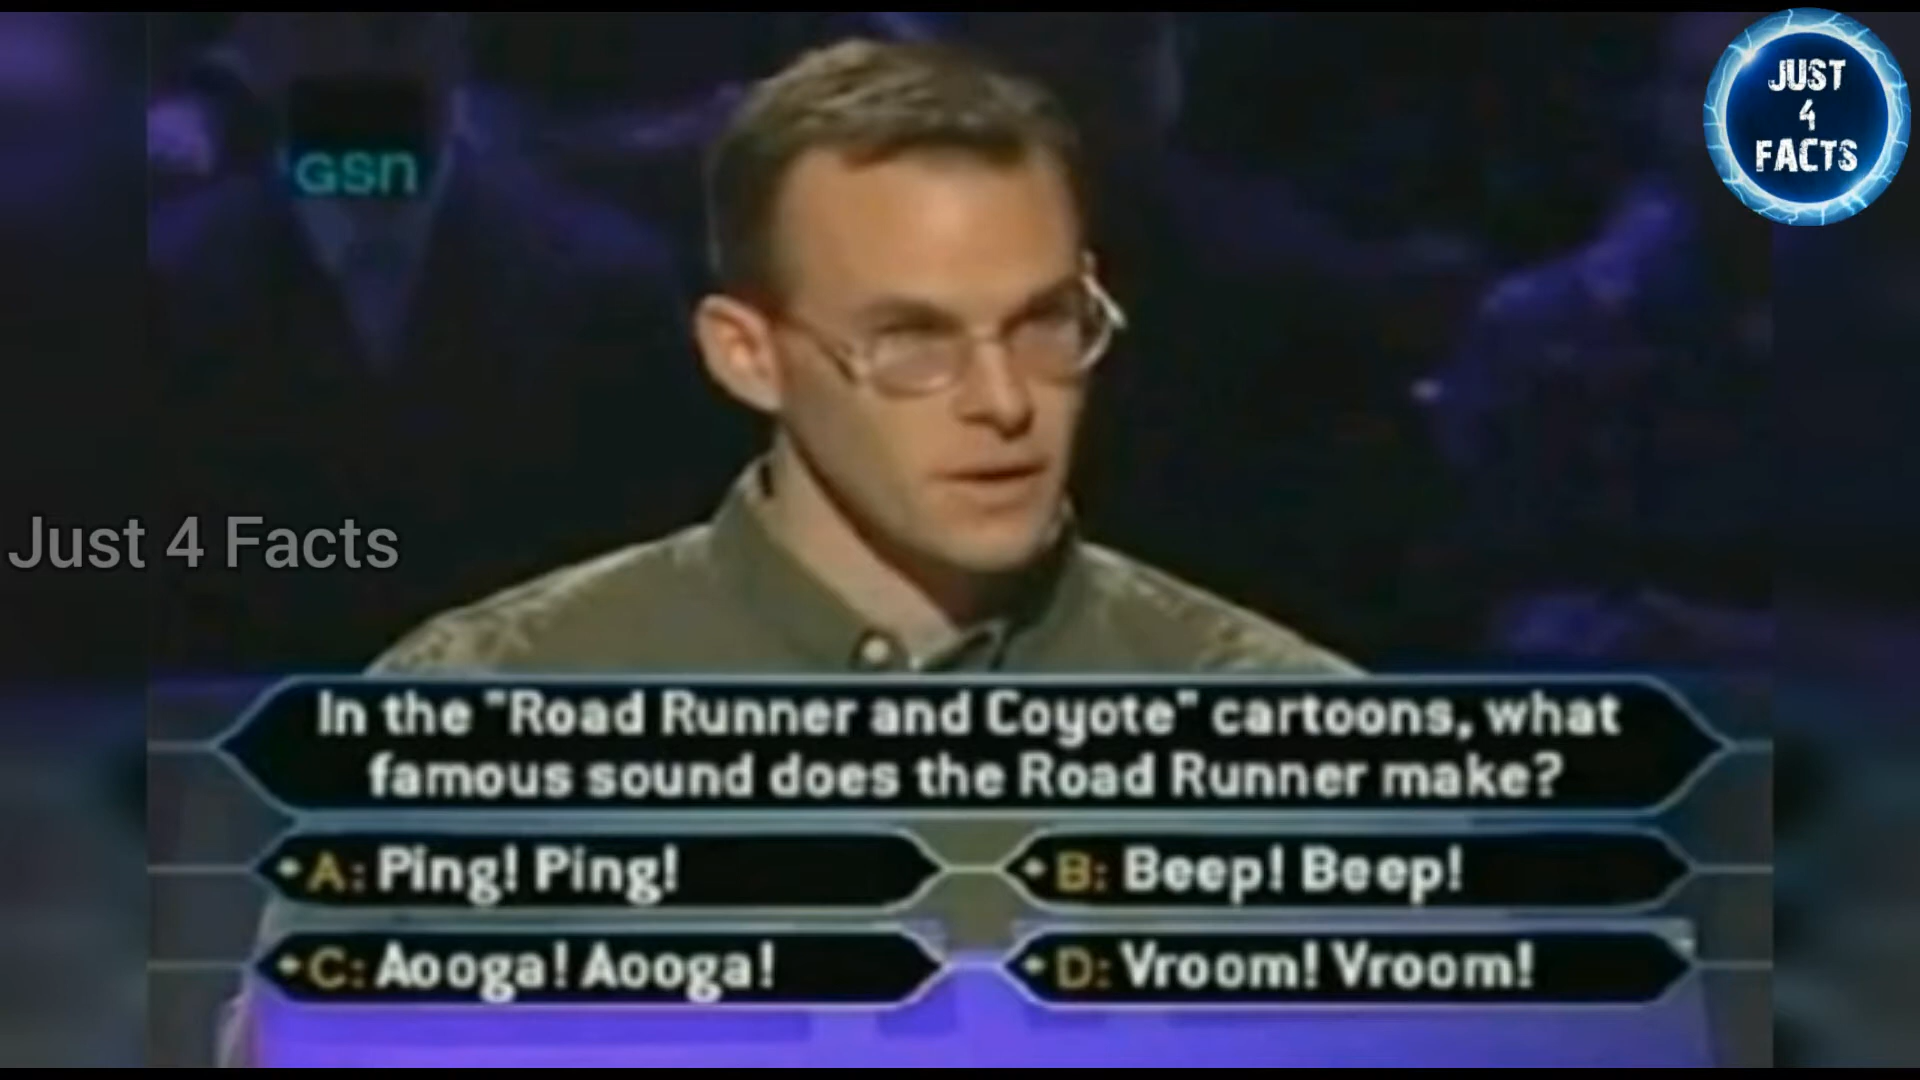 JUST
4
FACTS
GSN
Just 4 Facts
In the "Road Runner and Coyote" cartoons, what
famous sound does the Road Runner make?
A: Ping! Ping!
B: Beep! Beep!
C: Aooga! Aooga!
D: Vroom! Vroom!